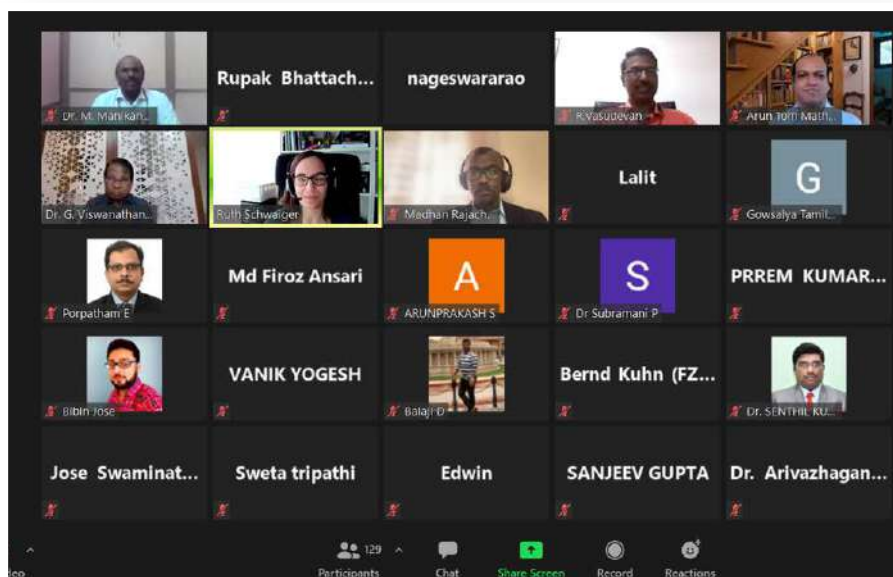 Dr. M. Manikan...
Rupak Bhattach...
nageswararao
R.Vasudevan
Arun Tom Math...
Dr. G. Viswanathan...
Ruth Schwaiger
Madhan Rajach...
Lalit
G
Gowsalya Tamil...
Porpatham E
Md Firoz Ansari
A
ARUNPRAKASH S
S
Dr Subramani P
PRREM KUMAR...
Bibin Jose
VANIK YOGESH
Balaji D
Bernd Kuhn (FZ...
Dr. SENTHIL KU...
Jose Swaminat...
Sweta tripathi
Edwin
SANJEEV GUPTA
Dr. Arivazhagan...
129
deo
Participants
Chat
Share Screen
Record
Reactions